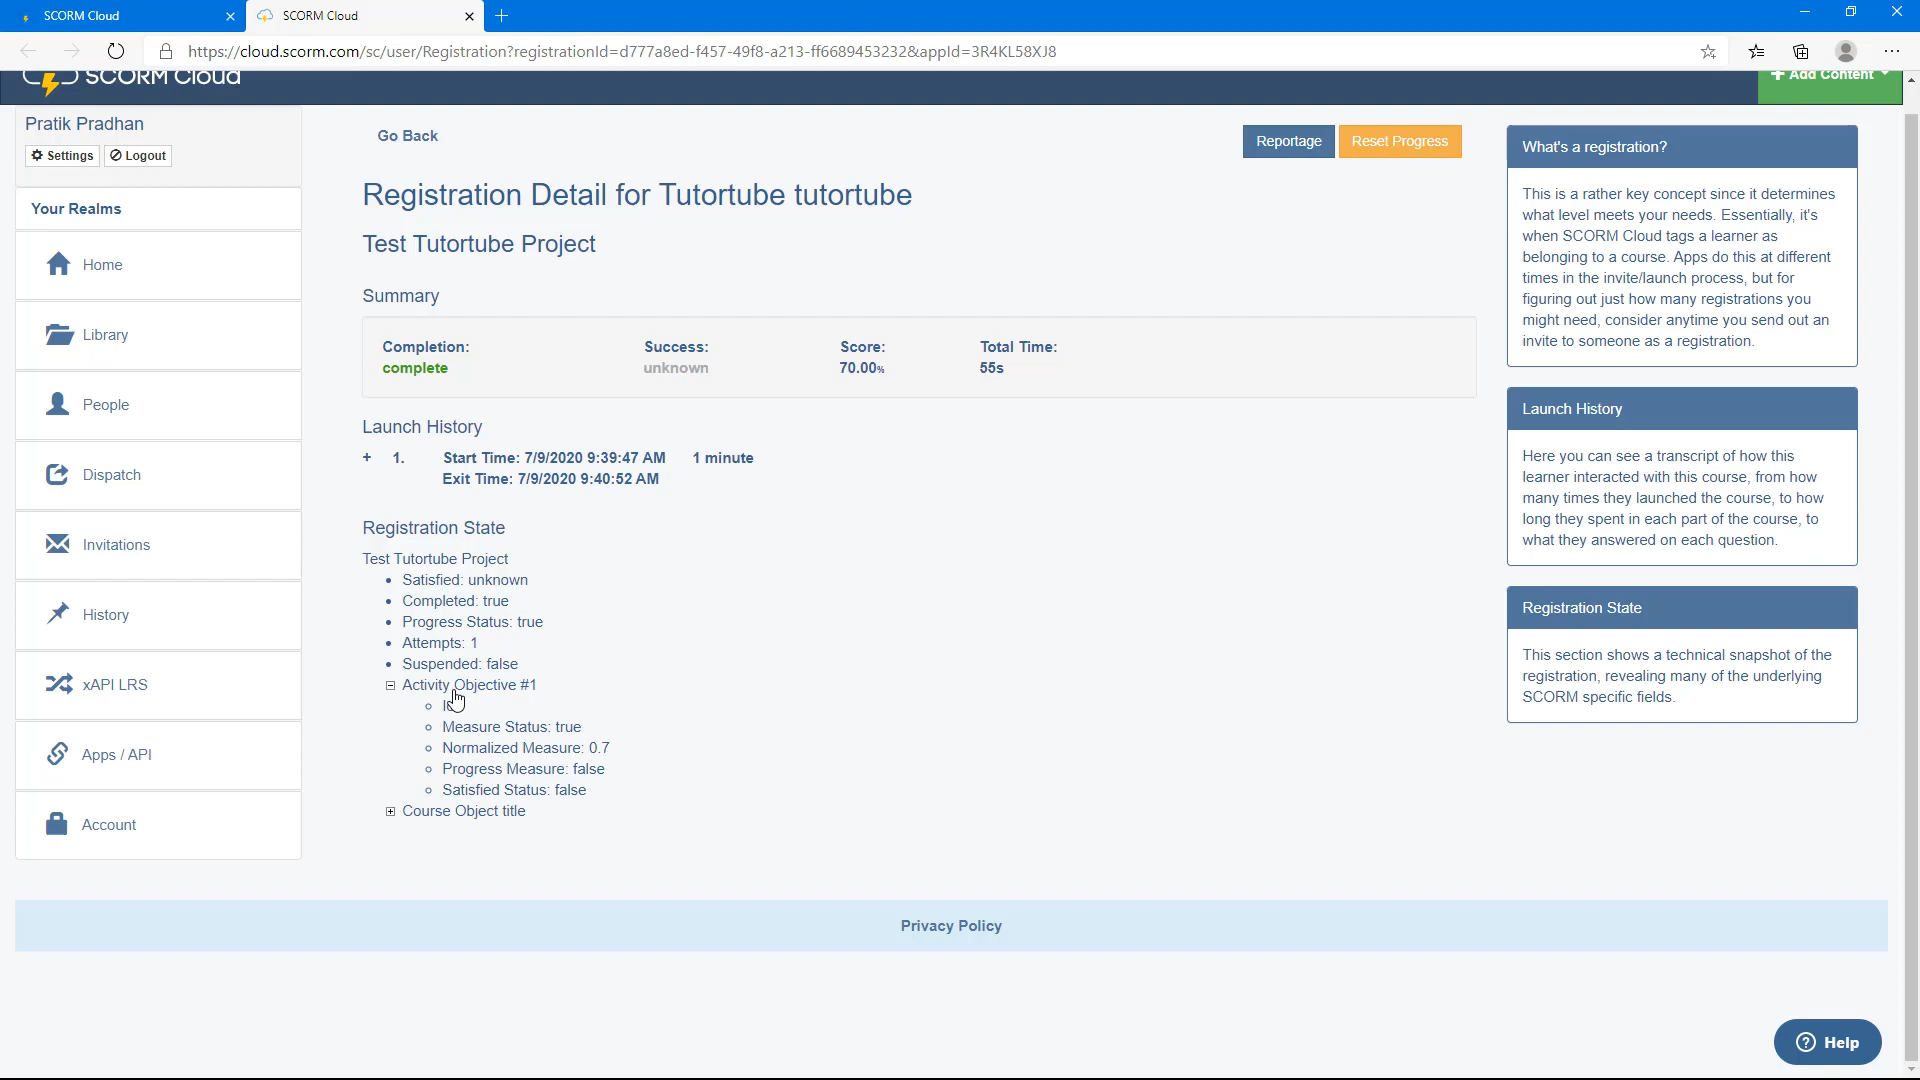 SCORM Cloud
SCORM Cloud
https://cloud.scorm.com/sc/user/Registration?registrationId=d777a8ed-f457-49f8-a213-ff6689453232&appId=3R4KL58XJ8
SCORM Cloud
+ Add Content
Pratik Pradhan
Settings
Logout
Your Realms
Home
Library
People
Dispatch
Invitations
History
xAPI LRS
Apps / API
Account
Go Back
Reportage
Reset Progress
Registration Detail for Tutortube tutortube
Test Tutortube Project
Summary
Completion: Success: Score: Total Time:
complete unknown 70.00% 55s
Launch History
+ 1. Start Time: 7/9/2020 9:39:47 AM 1 minute
Exit Time: 7/9/2020 9:40:52 AM
Registration State
Test Tutortube Project
Satisfied: unknown
Completed: true
Progress Status: true
Attempts: 1
Suspended: false
Activity Objective #1
Measure Status: true
Normalized Measure: 0.7
Progress Measure: false
Satisfied Status: false
Course Object title
What's a registration?
This is a rather key concept since it determines
what level meets your needs. Essentially, it's
when SCORM Cloud tags a learner as
belonging to a course. Apps do this at different
times in the invite/launch process, but for
figuring out just how many registrations you
might need, consider anytime you send out an
invite to someone as a registration.
Launch History
Here you can see a transcript of how this
learner interacted with this course, from how
many times they launched the course, to how
long they spent in each part of the course, to
what they answered on each question.
Registration State
This section shows a technical snapshot of the
registration, revealing many of the underlying
SCORM specific fields.
Privacy Policy
Help